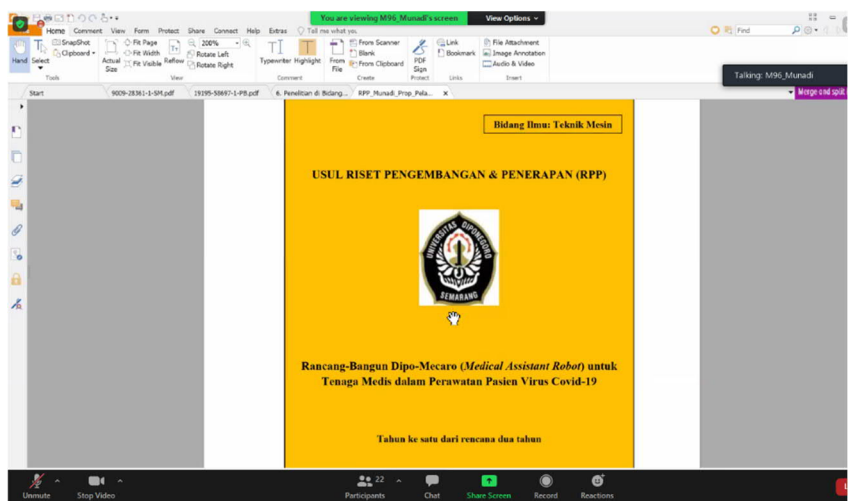 You are viewing M96_Munadi's screen
View Options
Home Comment View Form Protect Share Connect Help Extras Tell me what you
Find
Hand
Select
SnapShot
Clipboard
Actual Size
Fit Page
Fit Width
Fit Visible
Reflow
200%
Rotate Left
Rotate Right
Typewriter
Highlight
From File
From Scanner
Blank
From Clipboard
PDF Sign
Link
Bookmark
File Attachment
Image Annotation
Audio & Video
Tools View Comment Create Protect Links Insert
Talking: M96_Munadi
Start 9009-28361-1-SM.pdf 19195-50697-1-PB.pdf 6. Penelitian di Bidang... RPP_Munadi_Prop_Pela...
Merge and split
Bidang Ilmu: Teknik Mesin
USUL RISET PENGEMBANGAN & PENERAPAN (RPP)
UNIVERSITAS DIPONEGORO
SEMARANG
Rancang-Bangun Dipo-Mecaro (Medical Assistant Robot) untuk
Tenaga Medis dalam Perawatan Pasien Virus Covid-19
Tahun ke satu dari rencana dua tahun
22
Unmute Stop Video Participants Chat Share Screen Record Reactions